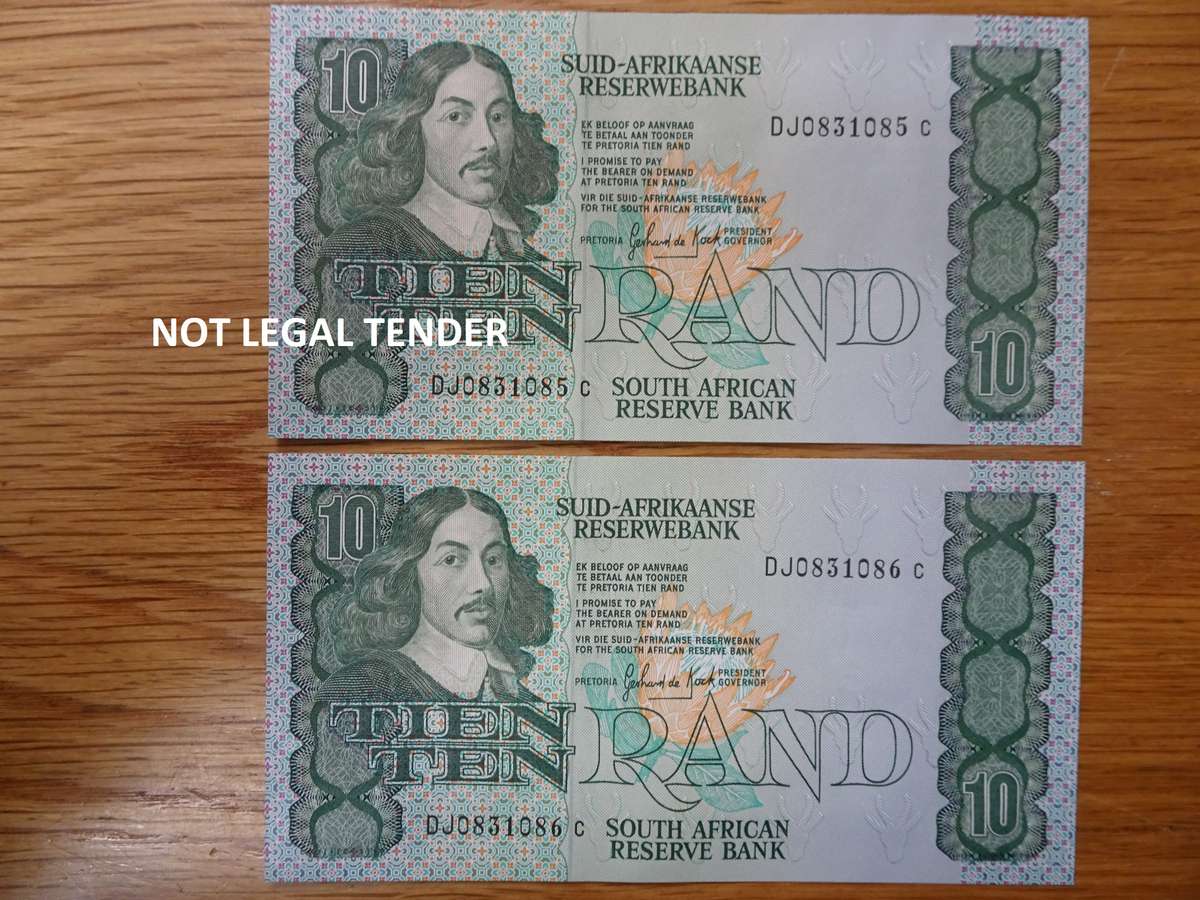 10
SUID-AFRIKAANSE
RESERWEBANK
DJ0831085 C
EK BELOOF OP AANVRAAG
TE BETAAL AAN TOONDER
TE PRETORIA TIEN RAND
I PROMISE TO PAY
THE BEARER ON DEMAND
AT PRETORIA TEN RAND
VIR DIE SUID-AFRIKAANSE RESERWEBANK
FOR THE SOUTH AFRICAN RESERVE BANK
PRETORIA Gerhard de Kock PRESIDENT
GOVERNOR
TIEN RAND
TEN
NOT LEGAL TENDER
10
DJ0831085 C
SOUTH AFRICAN
RESERVE BANK
10
SUID-AFRIKAANSE
RESERWEBANK
DJ0831086 C
EK BELOOF OP AANVRAAG
TE BETAAL AAN TOONDER
TE PRETORIA TIEN RAND
I PROMISE TO PAY
THE BEARER ON DEMAND
AT PRETORIA TEN RAND
VIR DIE SUID-AFRIKAANSE RESERWEBANK
FOR THE SOUTH AFRICAN RESERVE BANK
PRETORIA Gerhard de Kock PRESIDENT
GOVERNOR
TIEN RAND
TEN
10
DJ0831086 C
SOUTH AFRICAN
RESERVE BANK